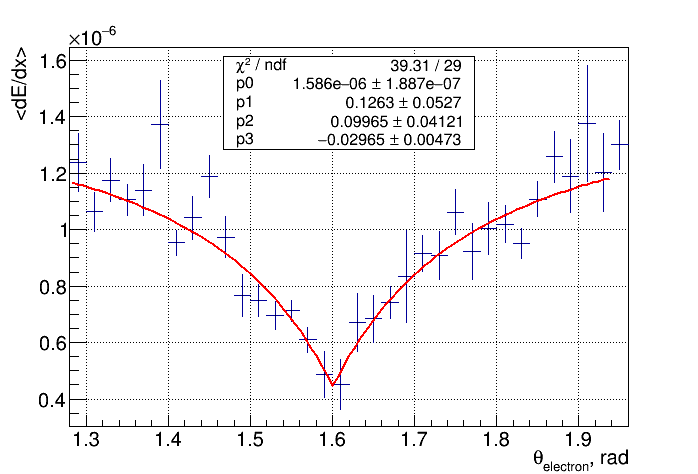 ×10⁻⁶
<dE/dx>
χ² / ndf 39.31 / 29
p0 1.586e−06 ± 1.887e−07
p1 0.1263 ± 0.0527
p2 0.09965 ± 0.04121
p3 −0.02965 ± 0.00473
1.6
1.4
1.2
1
0.8
0.6
0.4
1.3 1.4 1.5 1.6 1.7 1.8 1.9
θelectron, rad